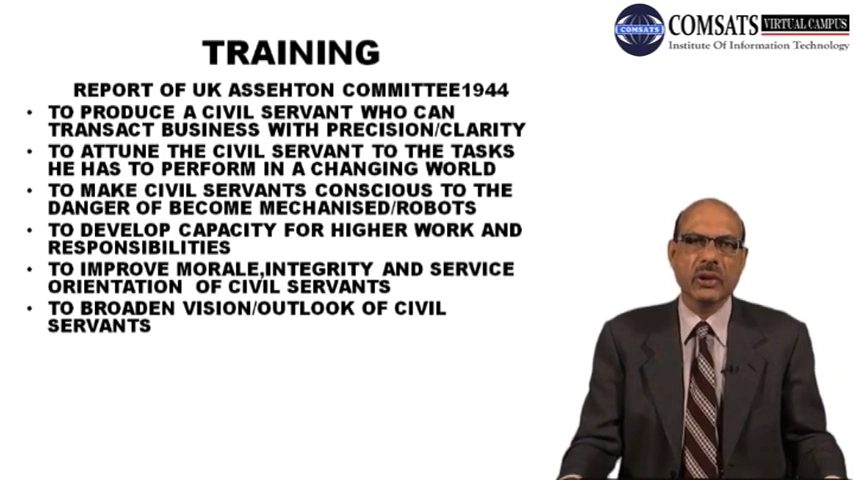 COMSATS VIRTUAL CAMPUS
Institute Of Information Technology
COMSATS
TRAINING
REPORT OF UK ASSEHTON COMMITTEE1944
• TO PRODUCE A CIVIL SERVANT WHO CAN
TRANSACT BUSINESS WITH PRECISION/CLARITY
• TO ATTUNE THE CIVIL SERVANT TO THE TASKS
HE HAS TO PERFORM IN A CHANGING WORLD
• TO MAKE CIVIL SERVANTS CONSCIOUS TO THE
DANGER OF BECOME MECHANISED/ROBOTS
• TO DEVELOP CAPACITY FOR HIGHER WORK AND
RESPONSIBILITIES
• TO IMPROVE MORALE,INTEGRITY AND SERVICE
ORIENTATION OF CIVIL SERVANTS
• TO BROADEN VISION/OUTLOOK OF CIVIL
SERVANTS